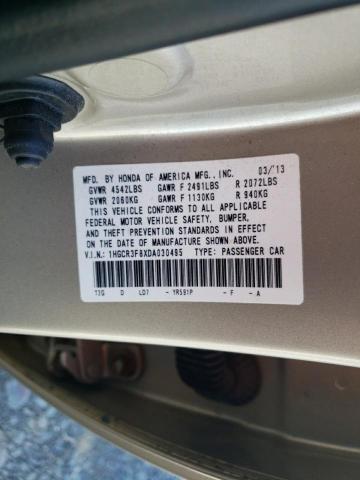 MFD. BY HONDA OF AMERICA MFG., INC. 03/'13
GVWR 4542LBS GAWR F 2491LBS R 2072LBS
GVWR 2060KG GAWR F 1130KG R 940KG
THIS VEHICLE CONFORMS TO ALL APPLICABLE
FEDERAL MOTOR VEHICLE SAFETY, BUMPER,
AND THEFT PREVENTION STANDARDS IN EFFECT
ON THE DATE OF MANUFACTURE SHOWN ABOVE.
V.I.N.: 1HGCR3F8XDA030495 TYPE: PASSENGER CAR
T3G D LD7 - YR591P - F - A